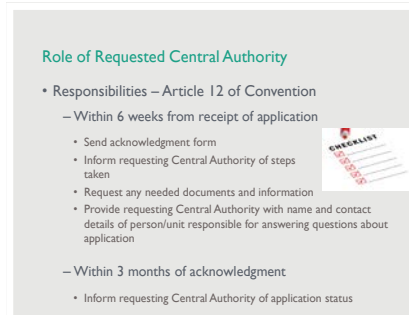 Role of Requested Central Authority
• Responsibilities – Article 12 of Convention
– Within 6 weeks from receipt of application
CHECKLIST
• Send acknowledgment form
• Inform requesting Central Authority of steps
taken
• Request any needed documents and information
• Provide requesting Central Authority with name and contact
details of person/unit responsible for answering questions about
application
– Within 3 months of acknowledgment
• Inform requesting Central Authority of application status